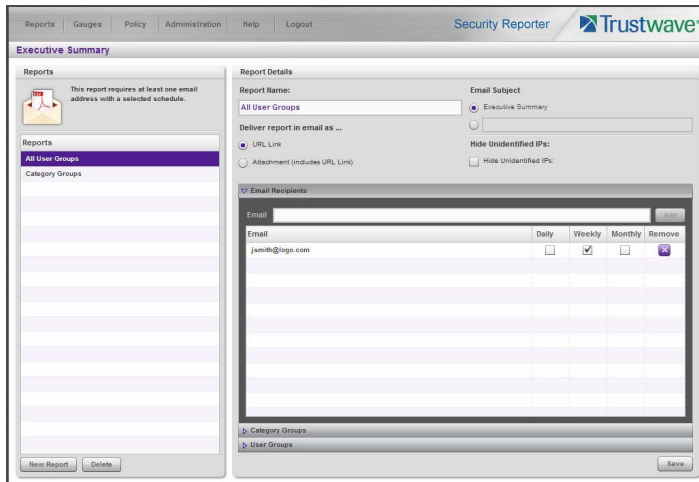 Reports Gauges Policy Administration Help Logout
Security Reporter
Trustwave
Executive Summary
Reports
This report requires at least one email
address with a selected schedule.
PDF
Reports
All User Groups
Category Groups
New Report
Delete
Report Details
Report Name:
All User Groups
Deliver report in email as ...
URL Link
Attachment (includes URL Link)
Email Subject
Executive Summary
Hide Unidentified IPs:
Hide Unidentified IPs:
Email Recipients
Email
Add
Email Daily Weekly Monthly Remove
jsmith@logo.com
Category Groups
User Groups
Save